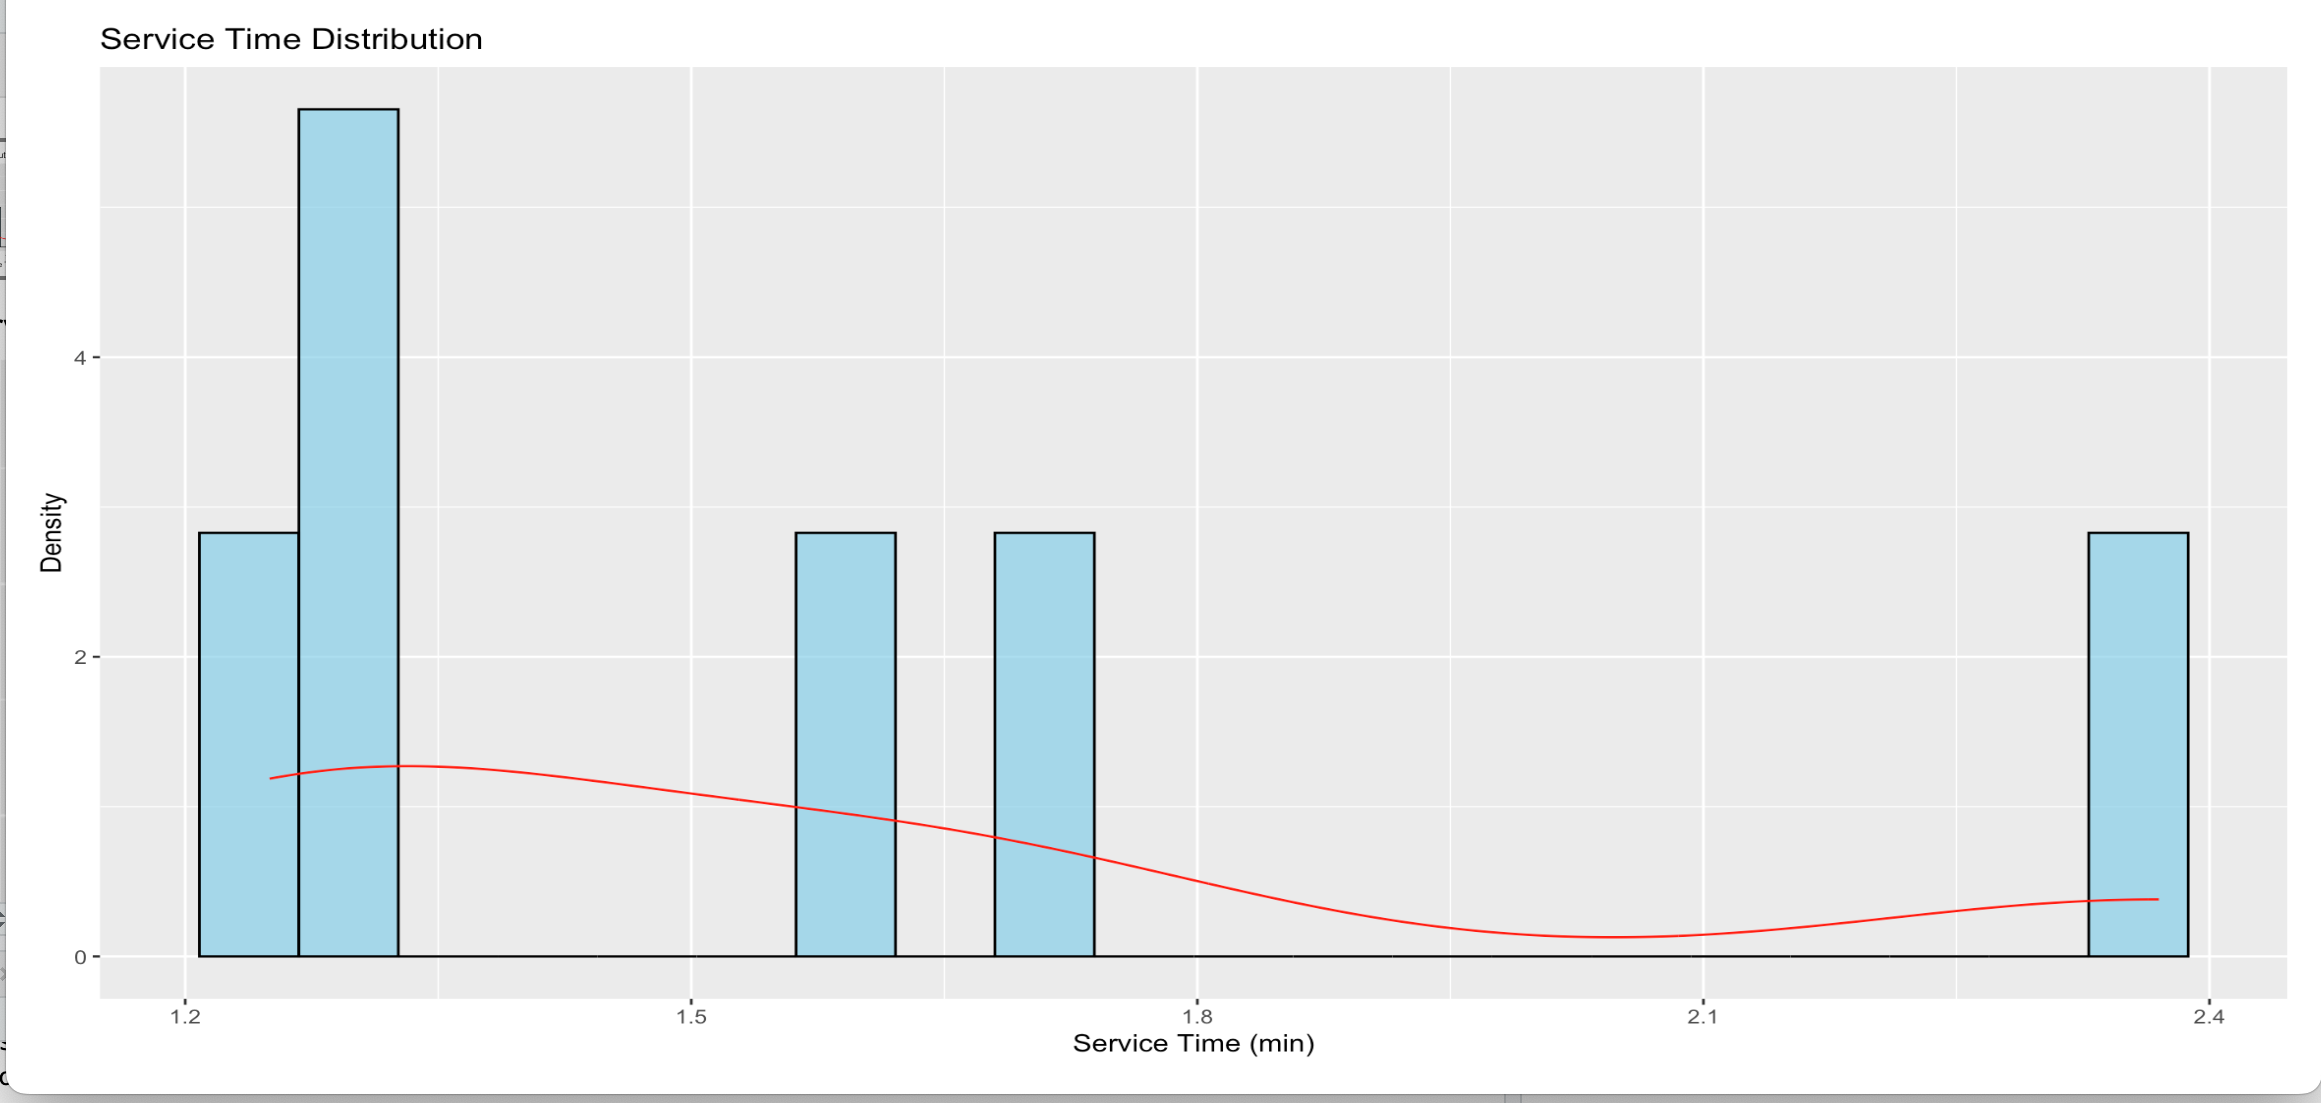 Service Time Distribution
4
2
0
Density
1.2 1.5 1.8 2.1 2.4
Service Time (min)